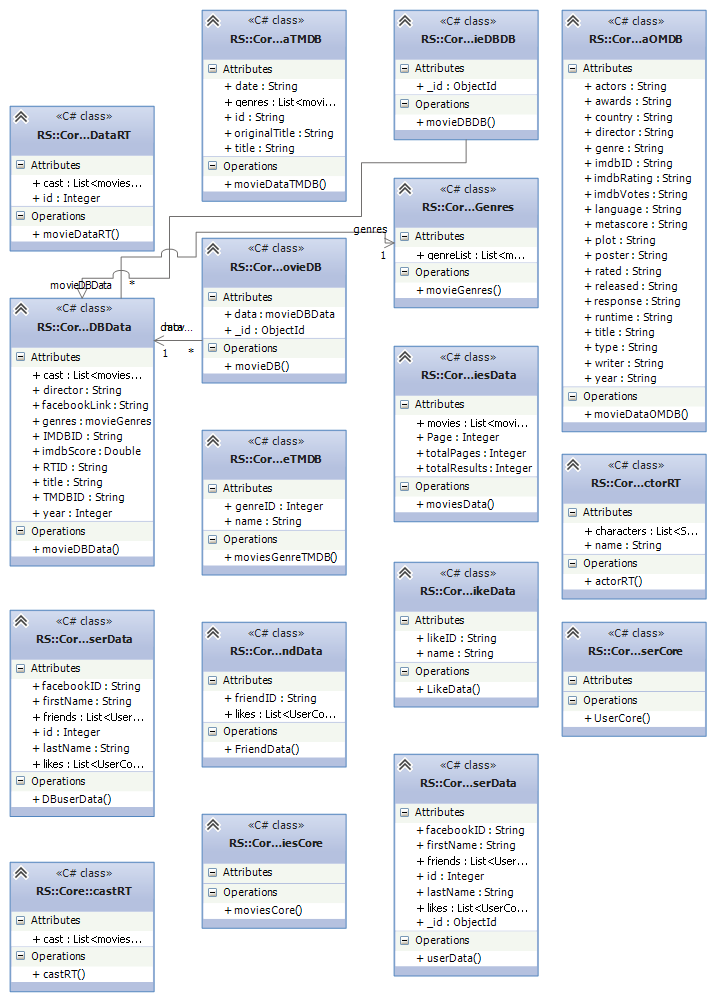 «C# class»
RS::Cor...DataRT
Attributes
+ cast : List<movies...
+ id : Integer
Operations
+ movieDataRT()
«C# class»
RS::Cor...DBData
Attributes
+ cast : List<movies...
+ director : String
+ facebookLink : String
+ genres : movieGenres
+ IMDBID : String
+ imdbScore : Double
+ RTID : String
+ title : String
+ TMDBID : String
+ year : Integer
Operations
+ movieDBData()
«C# class»
RS::Cor...serData
Attributes
+ facebookID : String
+ firstName : String
+ friends : List<User...
+ id : Integer
+ lastName : String
+ likes : List<UserCo...
Operations
+ DBuserData()
«C# class»
RS::Core::castRT
Attributes
+ cast : List<movies...
Operations
+ castRT()
«C# class»
RS::Cor...aTMDB
Attributes
+ date : String
+ genres : List<movi...
+ id : String
+ originalTitle : String
+ title : String
Operations
+ movieDataTMDB()
«C# class»
RS::Cor...ovieDB
Attributes
+ data : movieDBData
+ _id : ObjectId
Operations
+ movieDB()
«C# class»
RS::Cor...eTMDB
Attributes
+ genreID : Integer
+ name : String
Operations
+ moviesGenreTMDB()
«C# class»
RS::Cor...ndData
Attributes
+ friendID : String
+ likes : List<UserCo...
Operations
+ FriendData()
«C# class»
RS::Cor...iesCore
Attributes
Operations
+ moviesCore()
«C# class»
RS::Cor...ieDBDB
Attributes
+ _id : ObjectId
Operations
+ movieDBDB()
«C# class»
RS::Cor...Genres
Attributes
+ genreList : List<m...
Operations
+ movieGenres()
«C# class»
RS::Cor...iesData
Attributes
+ movies : List<movi...
+ Page : Integer
+ totalPages : Integer
+ totalResults : Integer
Operations
+ moviesData()
«C# class»
RS::Cor...ikeData
Attributes
+ likeID : String
+ name : String
Operations
+ LikeData()
«C# class»
RS::Cor...serData
Attributes
+ facebookID : String
+ firstName : String
+ friends : List<User...
+ id : Integer
+ lastName : String
+ likes : List<UserCo...
+ _id : ObjectId
Operations
+ userData()
«C# class»
RS::Cor...aOMDB
Attributes
+ actors : String
+ awards : String
+ country : String
+ director : String
+ genre : String
+ imdbID : String
+ imdbRating : String
+ imdbVotes : String
+ language : String
+ metascore : String
+ plot : String
+ poster : String
+ rated : String
+ released : String
+ response : String
+ runtime : String
+ title : String
+ type : String
+ writer : String
+ year : String
Operations
+ movieDataOMDB()
«C# class»
RS::Cor...ctorRT
Attributes
+ characters : List<S...
+ name : String
Operations
+ actorRT()
«C# class»
RS::Cor...serCore
Attributes
Operations
+ UserCore()
genres
1
movieDBData
*
1
*